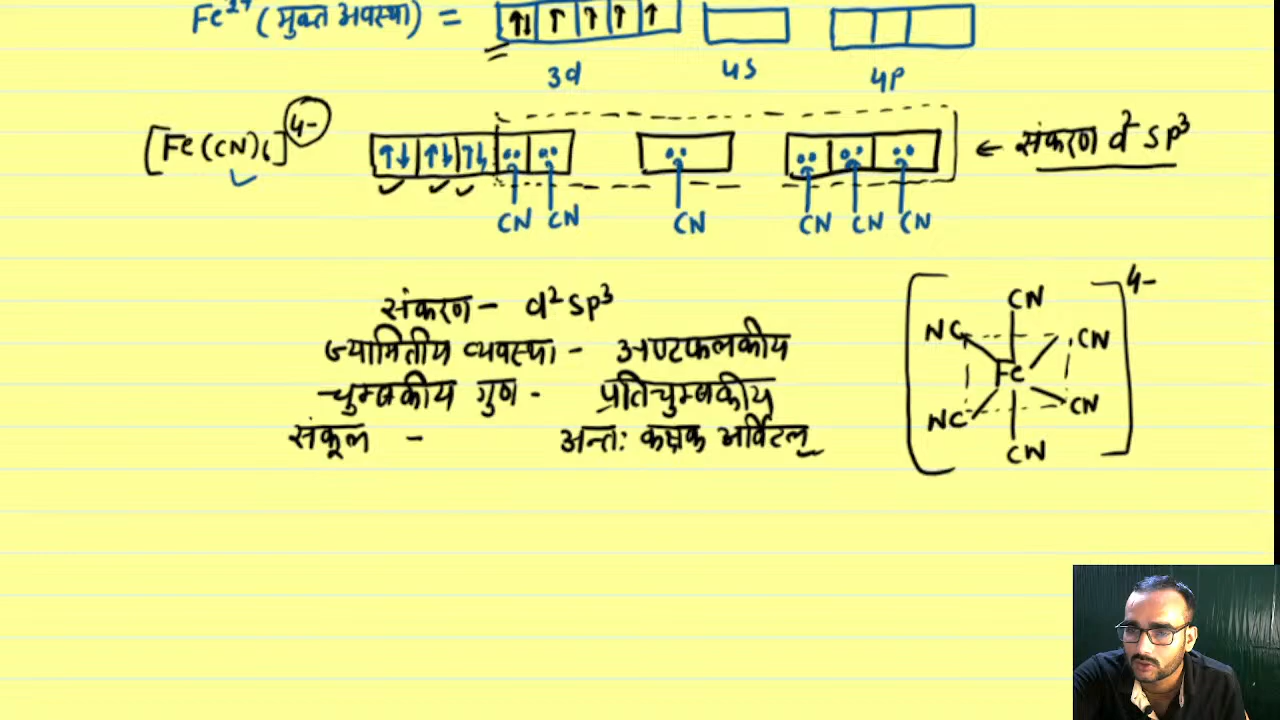 Fe²⁺ (मुक्त अवस्था) =
3d 4S 4P
[Fe(CN)₆]⁴⁻ ← संकरण d²sp³
CN CN CN CN CN CN
संकरण - d²sp³
ज्यामितीय व्यवस्था - अष्टफलकीय
चुम्बकीय गुण - प्रतिचुम्बकीय
संकूल - अन्तः कक्षक आर्विटल
4-
CN
NC CN
Fe
NC CN
CN